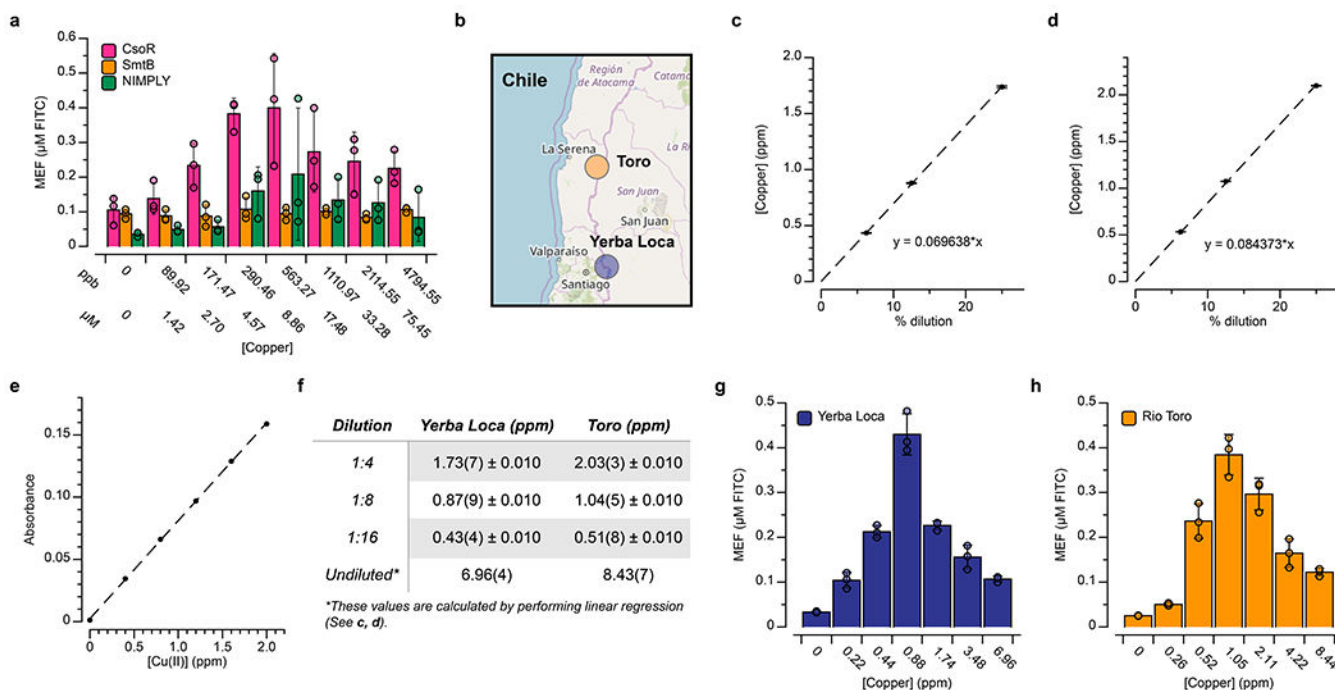 a
MEF (µM FITC)
0.6
0.5
0.4
0.3
0.2
0.1
0
CsoR
SmtB
NIMPLY
ppb
0
89.92
171.47
290.46
563.27
1110.97
2114.55
4794.55
µM
0
1.42
2.70
4.57
8.86
17.48
33.28
75.45
[Copper]
b
Chile
Región
de Atacama
Catama
La Serena
Toro
La Ri
San Juan
San Juan
Yerba Loca
Valparaíso
Santiago
c
[Copper] (ppm)
2.0
1.5
1.0
0.5
0
y = 0.069638*x
0
10
20
% dilution
d
[Copper] (ppm)
2.0
1.5
1.0
0.5
0
y = 0.084373*x
0
10
20
% dilution
e
Absorbance
0.15
0.10
0.05
0
0
0.5
1.0
1.5
2.0
[Cu(II)] (ppm)
f
Dilution Yerba Loca (ppm) Toro (ppm)
1:4 1.73(7) ± 0.010 2.03(3) ± 0.010
1:8 0.87(9) ± 0.010 1.04(5) ± 0.010
1:16 0.43(4) ± 0.010 0.51(8) ± 0.010
Undiluted* 6.96(4) 8.43(7)
*These values are calculated by performing linear regression
(See c, d).
g
MEF (µM FITC)
0.5
0.4
0.3
0.2
0.1
0
Yerba Loca
0
0.22
0.44
0.88
1.74
3.48
6.96
[Copper] (ppm)
h
MEF (µM FITC)
0.5
0.4
0.3
0.2
0.1
0
Rio Toro
0
0.26
0.52
1.05
2.11
4.22
8.44
[Copper] (ppm)